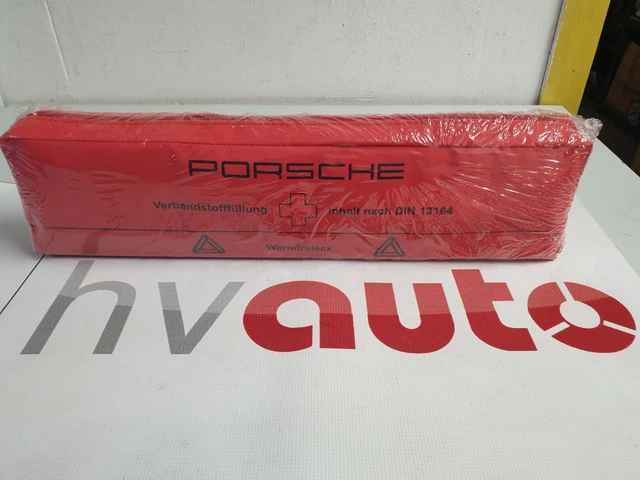 PORSCHE
Verbandstofffüllung Inhalt nach DIN 13164
Warndreieck
hvauto